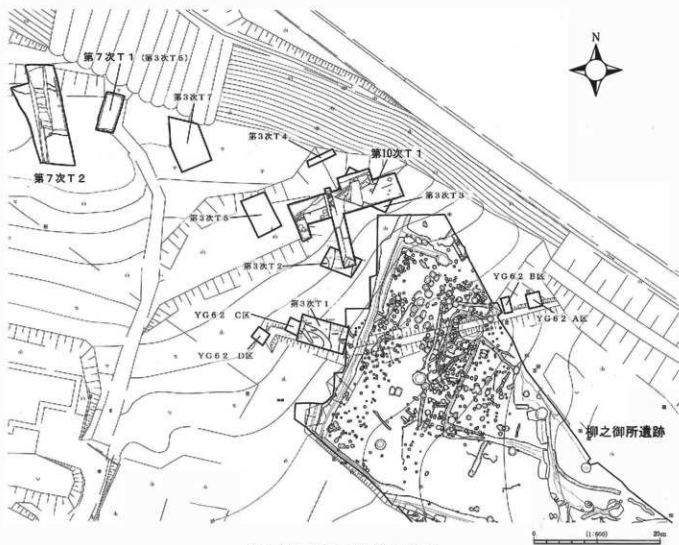 N
第7次T1 (第3次T6)
第3次T7
第3次T4
第10次T1
第7次T2
第3次T3
第3次T5
第3次T2
第3次T1
YG62 C区
YG62 B区
YG62 A区
YG62 D区
柳之御所遺跡
0 (1:600) 20m